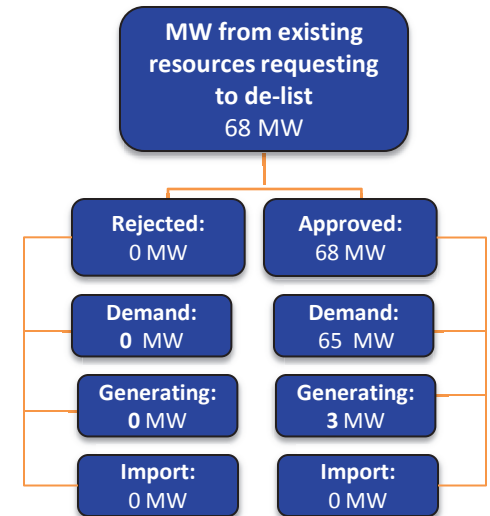 MW from existing
resources requesting
to de-list
68 MW
Rejected:
0 MW
Approved:
68 MW
Demand:
0 MW
Demand:
65 MW
Generating:
0 MW
Generating:
3 MW
Import:
0 MW
Import:
0 MW